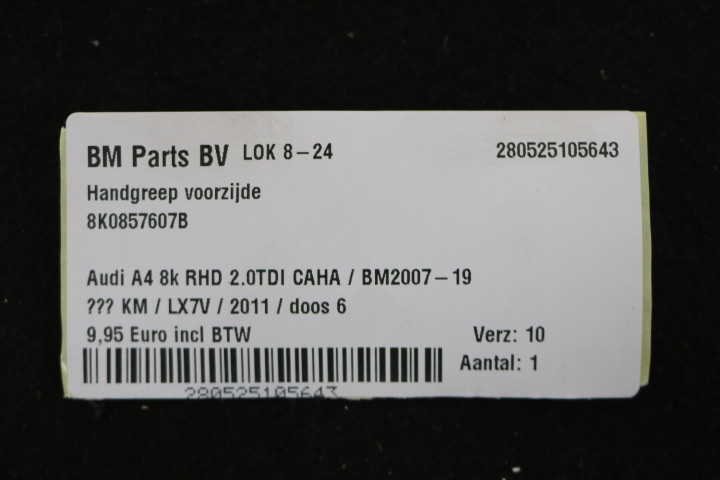 BM Parts BV LOK 8-24 280525105643
Handgreep voorzijde
8K0857607B
Audi A4 8k RHD 2.0TDI CAHA / BM2007-19
??? KM / LX7V / 2011 / doos 6
9,95 Euro incl BTW Verz: 10
Aantal: 1
280525105643